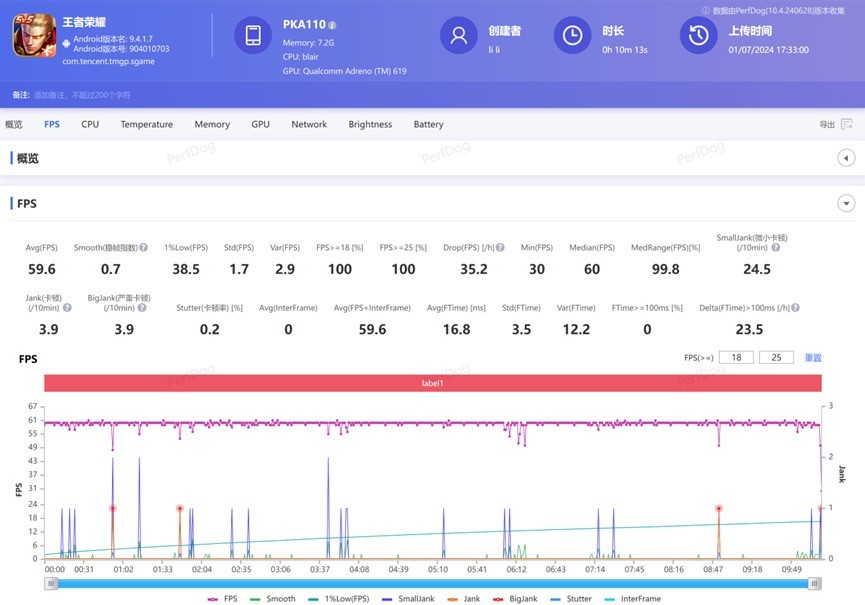 ⓘ 数据由PerfDog(10.4.240628)版本收集
王者荣耀
Android版本名: 9.4.1.7
Android版本号: 904010703
com.tencent.tmgp.sgame
PKA110
Memory: 7.2G
CPU: blair
GPU: Qualcomm Adreno (TM) 619
创建者
li li
时长
0h 10m 13s
上传时间
01/07/2024 17:33:00
备注: 添加备注，不超过200个字符
概览 FPS CPU Temperature Memory GPU Network Brightness Battery 导出
概览
PerfDog PerfDog PerfDog
FPS
Avg(FPS) Smooth(稳帧指数) 1%Low(FPS) Std(FPS) Var(FPS) FPS>=18 [%] FPS>=25 [%] Drop(FPS) [/h] Min(FPS) Median(FPS) MedRange(FPS)[%] SmallJank(微小卡顿)(/10min)
59.6 0.7 38.5 1.7 2.9 100 100 35.2 30 60 99.8 24.5
Jank(卡顿)(/10min) BigJank(严重卡顿)(/10min) Stutter(卡顿率) [%] Avg(InterFrame) Avg(FPS+InterFrame) Avg(FTime) [ms] Std(FTime) Var(FTime) FTime>=100ms [%] Delta(FTime)>100ms [/h]
3.9 3.9 0.2 0 59.6 16.8 3.5 12.2 0 23.5
FPS
FPS(>=) 18 25 重置
PerfDog PerfDog PerfDog
label1
67
61
55
49
43
37
31
24
18
12
6
0
FPS
3
2
1
0
Jank
00:00 00:31 01:02 01:33 02:04 02:35 03:06 03:37 04:08 04:39 05:10 05:41 06:12 06:43 07:14 07:45 08:16 08:47 09:18 09:49
FPS Smooth 1%Low(FPS) SmallJank Jank BigJank Stutter InterFrame